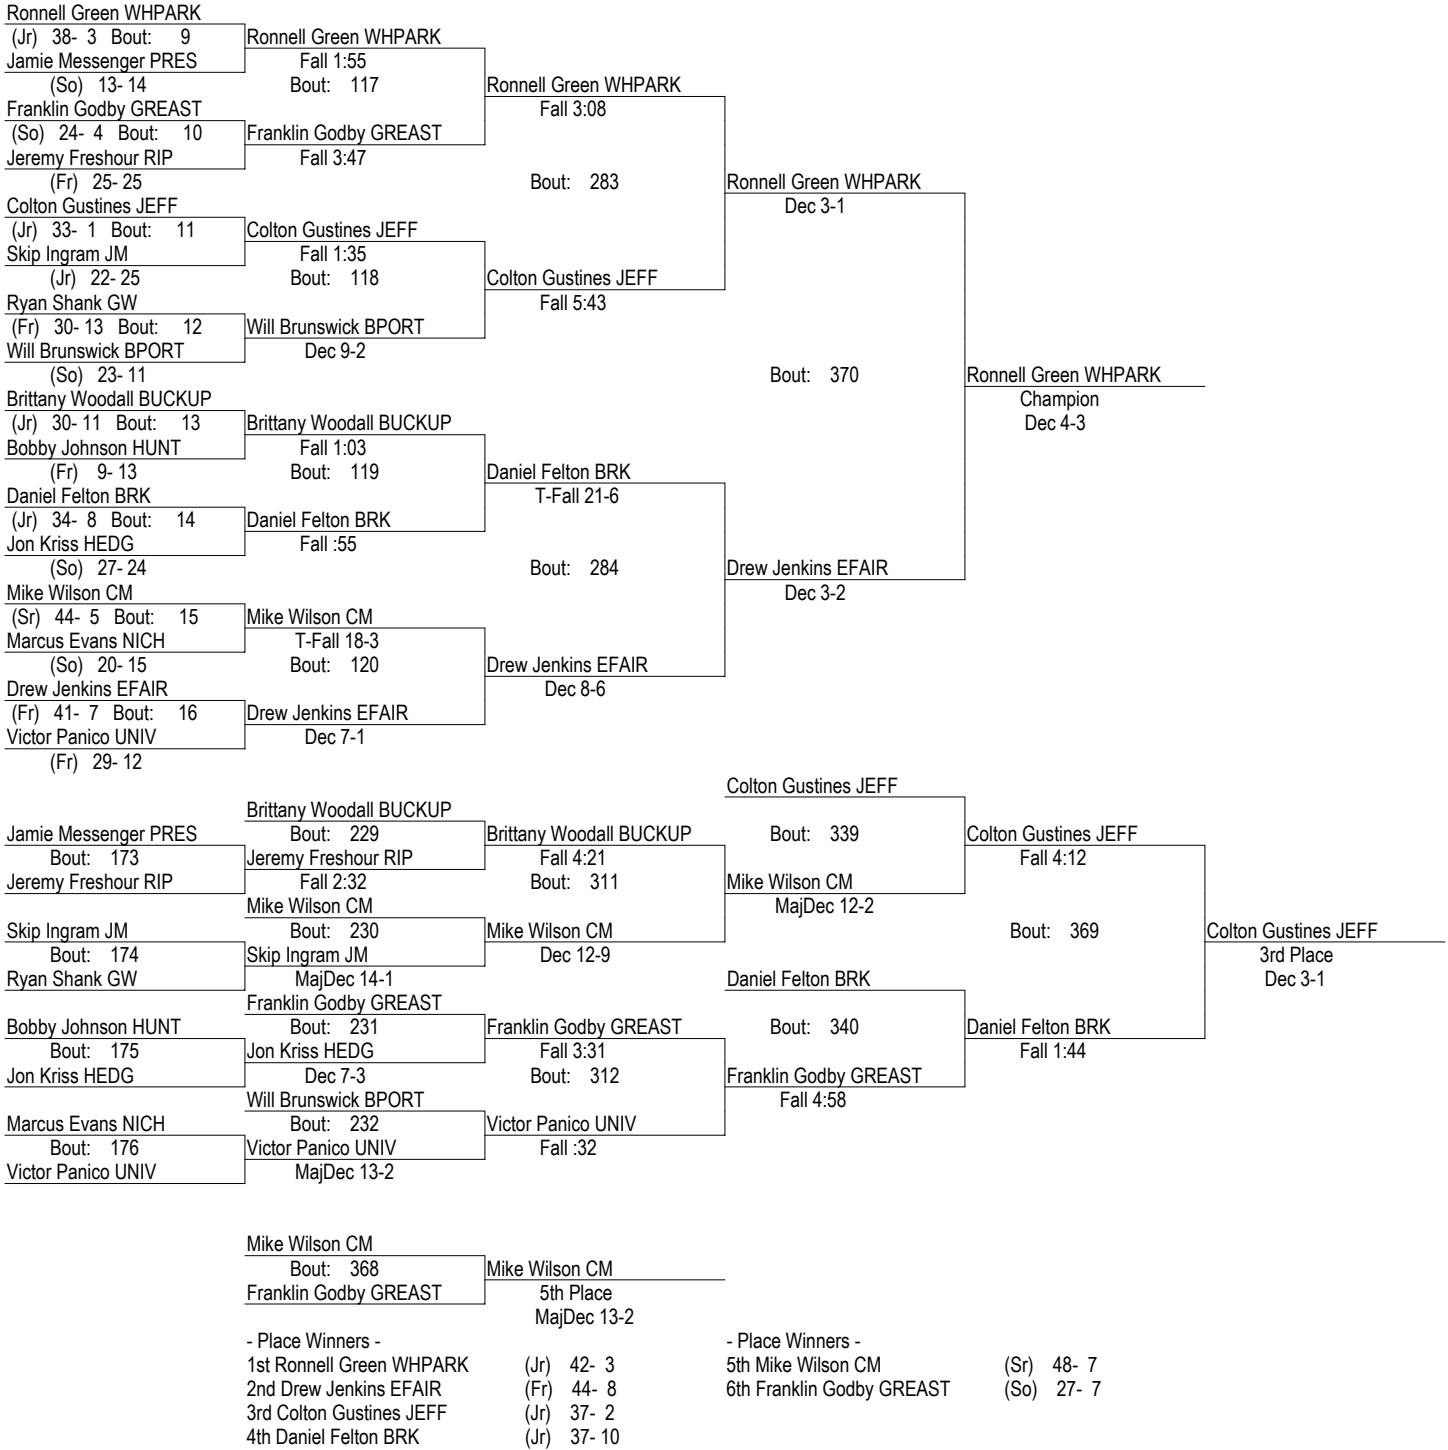 Ronnell Green WHPARK
(Jr) 38- 3 Bout: 9 Ronnell Green WHPARK
Jamie Messenger PRES Fall 1:55
(So) 13- 14 Bout: 117 Ronnell Green WHPARK
Franklin Godby GREAST Fall 3:08
(So) 24- 4 Bout: 10 Franklin Godby GREAST
Jeremy Freshour RIP Fall 3:47
(Fr) 25- 25 Bout: 283 Ronnell Green WHPARK
Colton Gustines JEFF Dec 3-1
(Jr) 33- 1 Bout: 11 Colton Gustines JEFF
Skip Ingram JM Fall 1:35
(Jr) 22- 25 Bout: 118 Colton Gustines JEFF
Ryan Shank GW Fall 5:43
(Fr) 30- 13 Bout: 12 Will Brunswick BPORT
Will Brunswick BPORT Dec 9-2
(So) 23- 11 Bout: 370 Ronnell Green WHPARK
Brittany Woodall BUCKUP Champion
(Jr) 30- 11 Bout: 13 Brittany Woodall BUCKUP Dec 4-3
Bobby Johnson HUNT Fall 1:03
(Fr) 9- 13 Bout: 119 Daniel Felton BRK
Daniel Felton BRK T-Fall 21-6
(Jr) 34- 8 Bout: 14 Daniel Felton BRK
Jon Kriss HEDG Fall :55
(So) 27- 24 Bout: 284 Drew Jenkins EFAIR
Mike Wilson CM Dec 3-2
(Sr) 44- 5 Bout: 15 Mike Wilson CM
Marcus Evans NICH T-Fall 18-3
(So) 20- 15 Bout: 120 Drew Jenkins EFAIR
Drew Jenkins EFAIR Dec 8-6
(Fr) 41- 7 Bout: 16 Drew Jenkins EFAIR
Victor Panico UNIV Dec 7-1
(Fr) 29- 12
Colton Gustines JEFF
Brittany Woodall BUCKUP
Jamie Messenger PRES Bout: 229 Brittany Woodall BUCKUP Bout: 339 Colton Gustines JEFF
Bout: 173 Jeremy Freshour RIP Fall 4:21 Fall 4:12
Jeremy Freshour RIP Fall 2:32 Bout: 311 Mike Wilson CM
Mike Wilson CM MajDec 12-2
Skip Ingram JM Bout: 230 Mike Wilson CM Bout: 369 Colton Gustines JEFF
Bout: 174 Skip Ingram JM Dec 12-9 3rd Place
Ryan Shank GW MajDec 14-1 Daniel Felton BRK Dec 3-1
Franklin Godby GREAST
Bobby Johnson HUNT Bout: 231 Franklin Godby GREAST Bout: 340 Daniel Felton BRK
Bout: 175 Jon Kriss HEDG Fall 3:31 Fall 1:44
Jon Kriss HEDG Dec 7-3 Bout: 312 Franklin Godby GREAST
Will Brunswick BPORT Fall 4:58
Marcus Evans NICH Bout: 232 Victor Panico UNIV
Bout: 176 Victor Panico UNIV Fall :32
Victor Panico UNIV MajDec 13-2
Mike Wilson CM
Bout: 368 Mike Wilson CM
Franklin Godby GREAST 5th Place
MajDec 13-2
- Place Winners - - Place Winners -
1st Ronnell Green WHPARK (Jr) 42- 3 5th Mike Wilson CM (Sr) 48- 7
2nd Drew Jenkins EFAIR (Fr) 44- 8 6th Franklin Godby GREAST (So) 27- 7
3rd Colton Gustines JEFF (Jr) 37- 2
4th Daniel Felton BRK (Jr) 37- 10